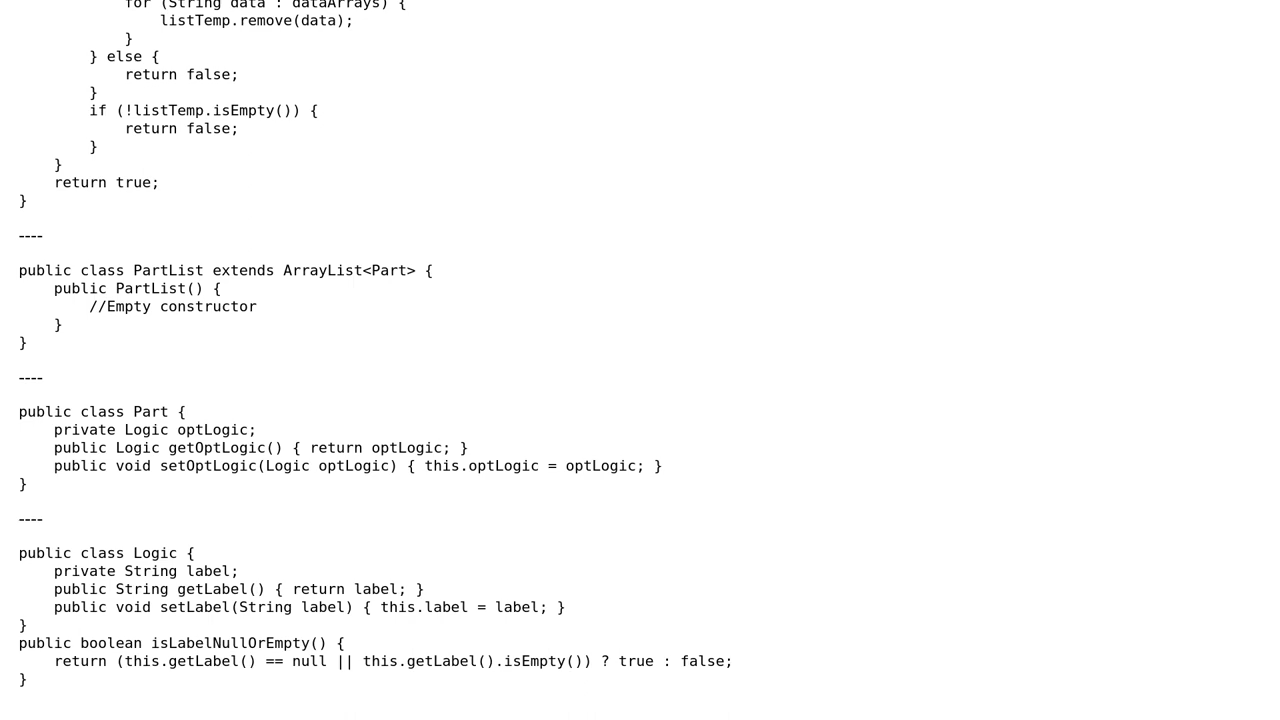 for (String data : dataArrays) {
listTemp.remove(data);
}
} else {
return false;
}
if (!listTemp.isEmpty()) {
return false;
}
}
return true;
}
----
public class PartList extends ArrayList<Part> {
public PartList() {
//Empty constructor
}
}
----
public class Part {
private Logic optLogic;
public Logic getOptLogic() { return optLogic; }
public void setOptLogic(Logic optLogic) { this.optLogic = optLogic; }
}
----
public class Logic {
private String label;
public String getLabel() { return label; }
public void setLabel(String label) { this.label = label; }
}
public boolean isLabelNullOrEmpty() {
return (this.getLabel() == null || this.getLabel().isEmpty()) ? true : false;
}